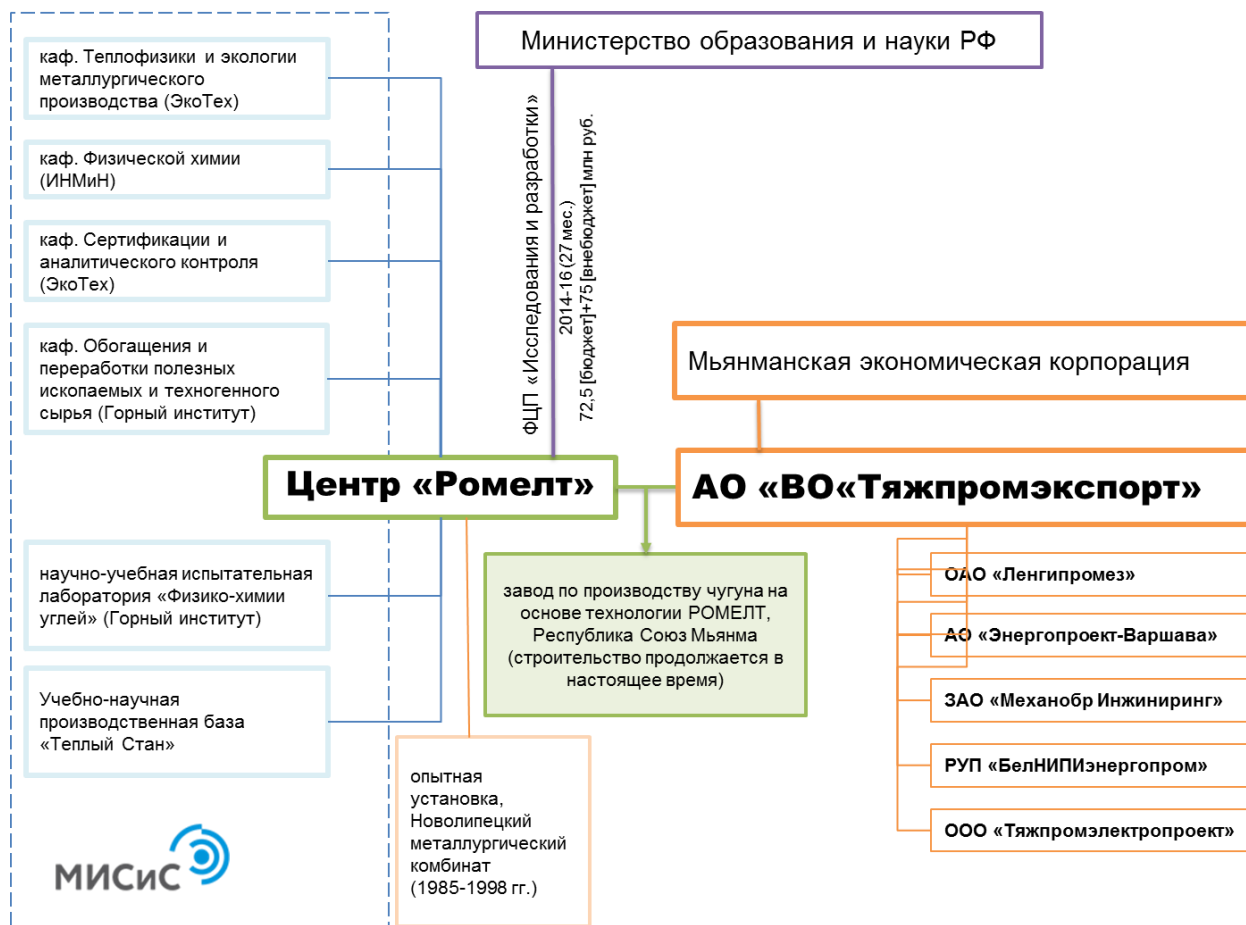 Министерство образования и науки РФ
каф. Теплофизики и экологии
металлургического
производства (ЭкоТех)
каф. Физической химии
(ИНМиН)
каф. Сертификации и
аналитического контроля
(ЭкоТех)
каф. Обогащения и
переработки полезных
ископаемых и техногенного
сырья (Горный институт)
ФЦП «Исследования и разработки»
2014-16 (27 мес.)
72,5 [бюджет]+75 [внебюджет] млн руб.
Мьянманская экономическая корпорация
Центр «Ромелт»
АО «ВО«Тяжпромэкспорт»
научно-учебная испытательная
лаборатория «Физико-химии
углей» (Горный институт)
Учебно-научная
производственная база
«Теплый Стан»
завод по производству чугуна на
основе технологии РОМЕЛТ,
Республика Союз Мьянма
(строительство продолжается в
настоящее время)
опытная
установка,
Новолипецкий
металлургический
комбинат
(1985-1998 гг.)
ОАО «Ленгипромез»
АО «Энергопроект-Варшава»
ЗАО «Механобр Инжиниринг»
РУП «БелНИПИэнергопром»
ООО «Тяжпромэлектропроект»
МИСиС